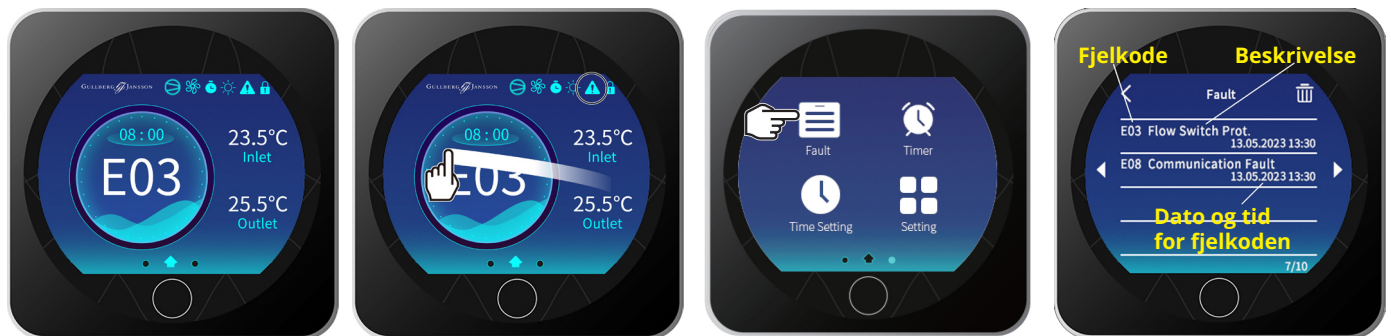 GULLBERG JANSSON
08 : 00
E03
23.5°C
Inlet
25.5°C
Outlet
GULLBERG JANSSON
08 : 00
E03
23.5°C
Inlet
25.5°C
Outlet
Fault
Timer
Time Setting
Setting
Fjelkode
Beskrivelse
Fault
E03 Flow Switch Prot.
13.05.2023 13:30
E08 Communication Fault
13.05.2023 13:30
Dato og tid
for fjelkoden
7/10